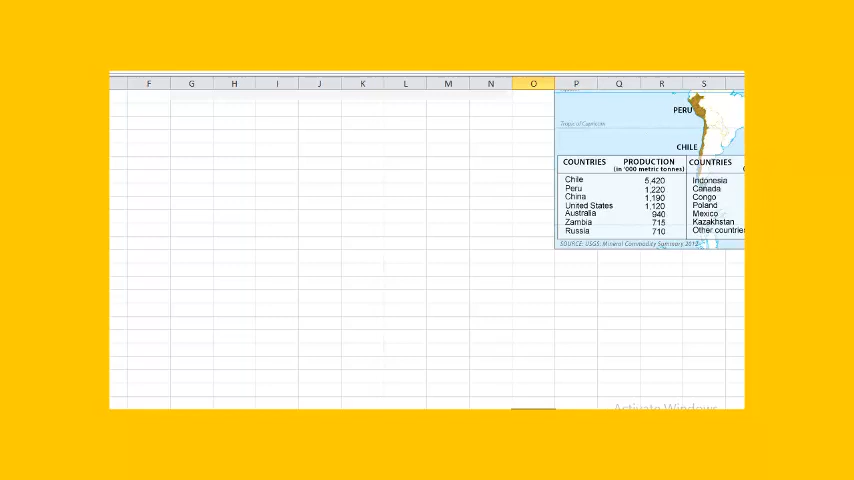 F G H I J K L M N O P Q R S
PERU
Tropic of Capricorn
CHILE
COUNTRIES PRODUCTION COUNTRIES
(in '000 metric tonnes)
Chile 5,420 Indonesia
Peru 1,220 Canada
China 1,190 Congo
United States 1,120 Poland
Australia 940 Mexico
Zambia 715 Kazakhstan
Russia 710 Other countries
SOURCE: USGS; Mineral Commodity Summary 2012
Activate Windows